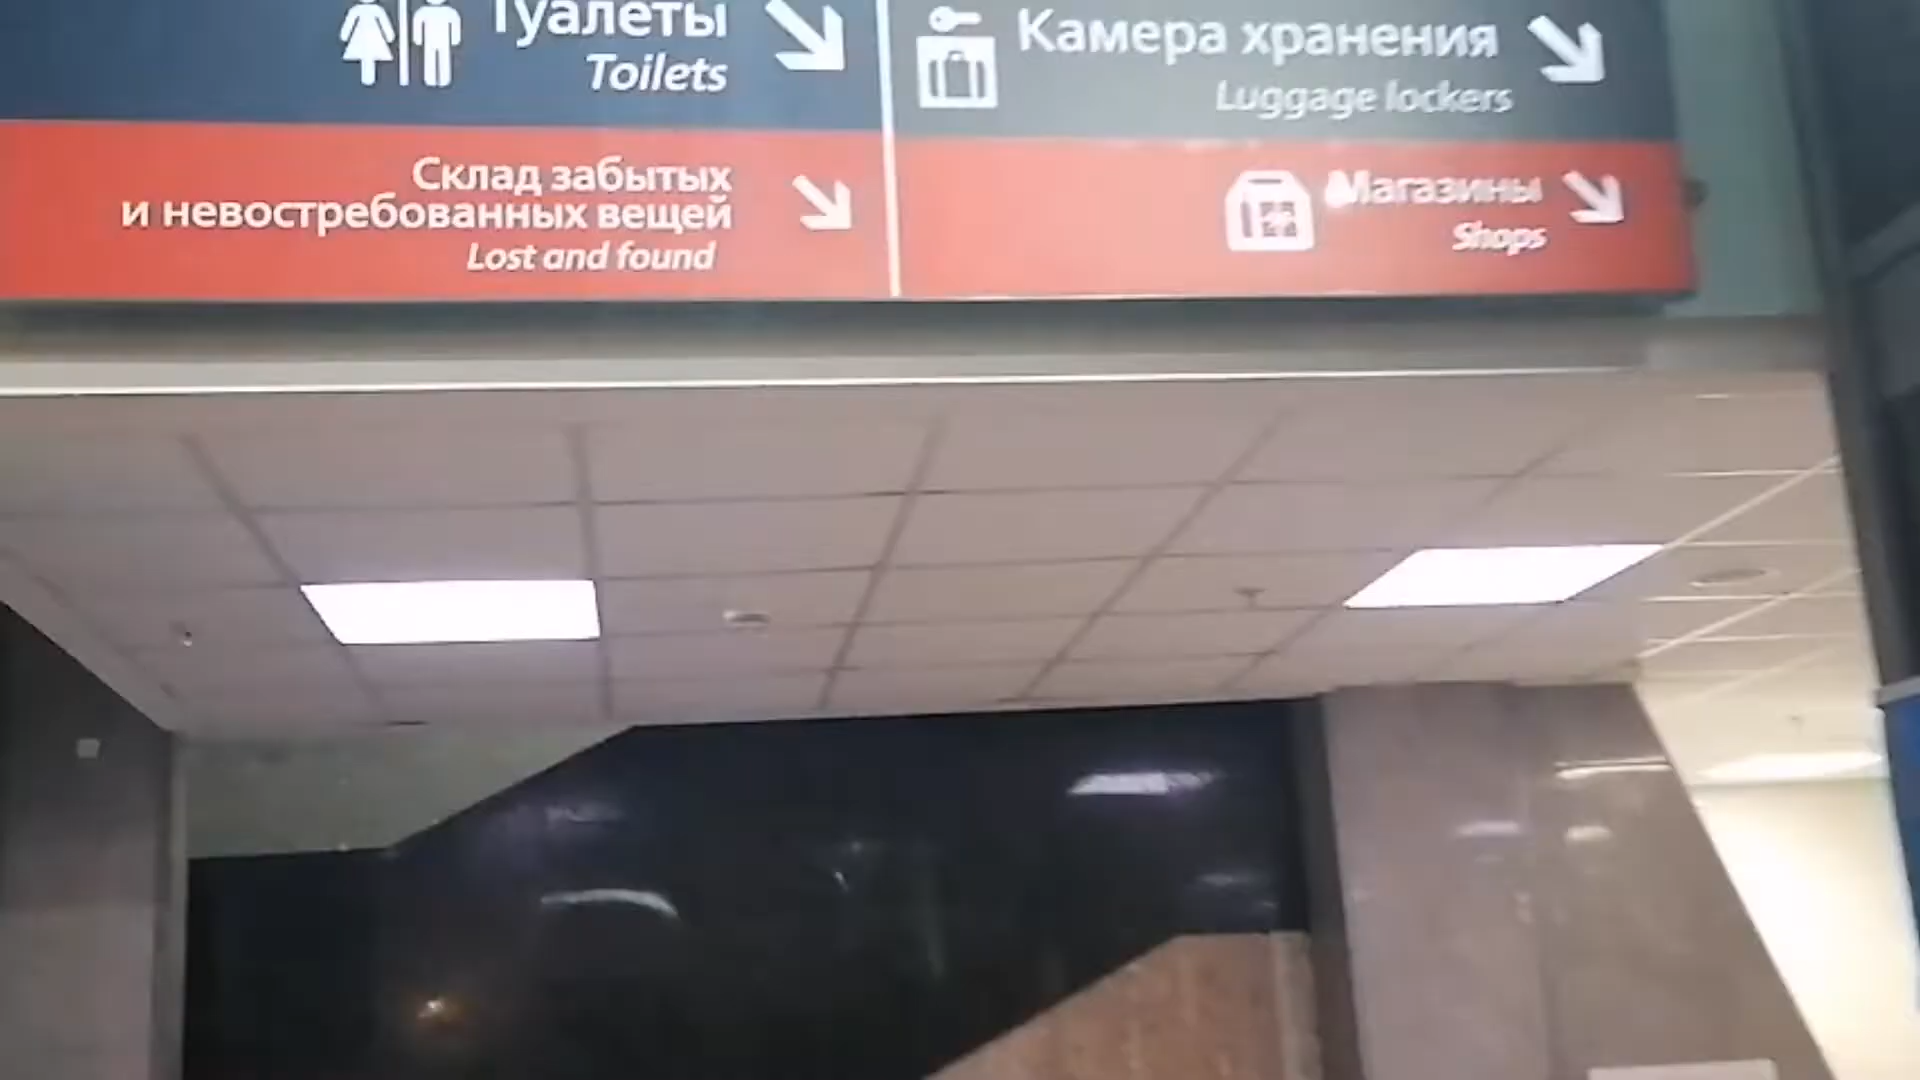 Туалеты
Toilets
Камера хранения
Luggage lockers
Склад забытых
и невостребованных вещей
Lost and found
Магазины
Shops